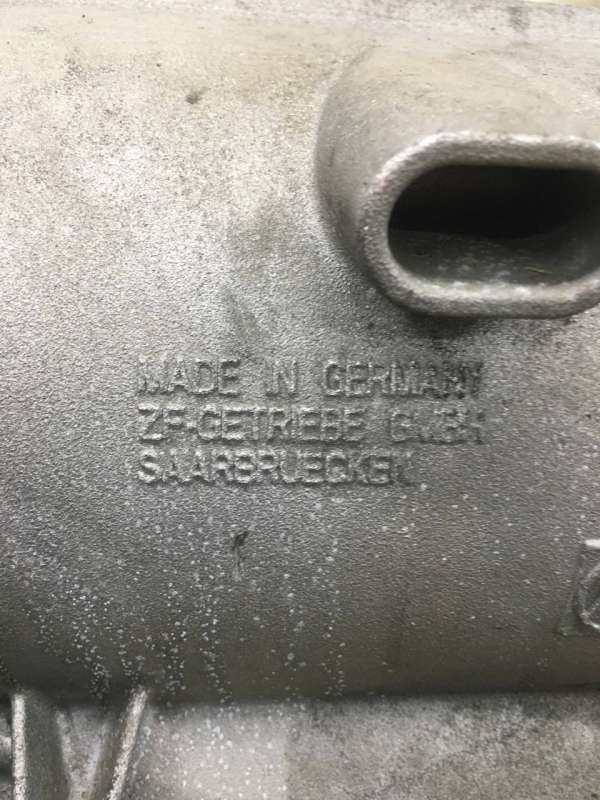 MADE IN GERMANY
ZF-GETRIEBE GMBH
SAARBRUECKEN